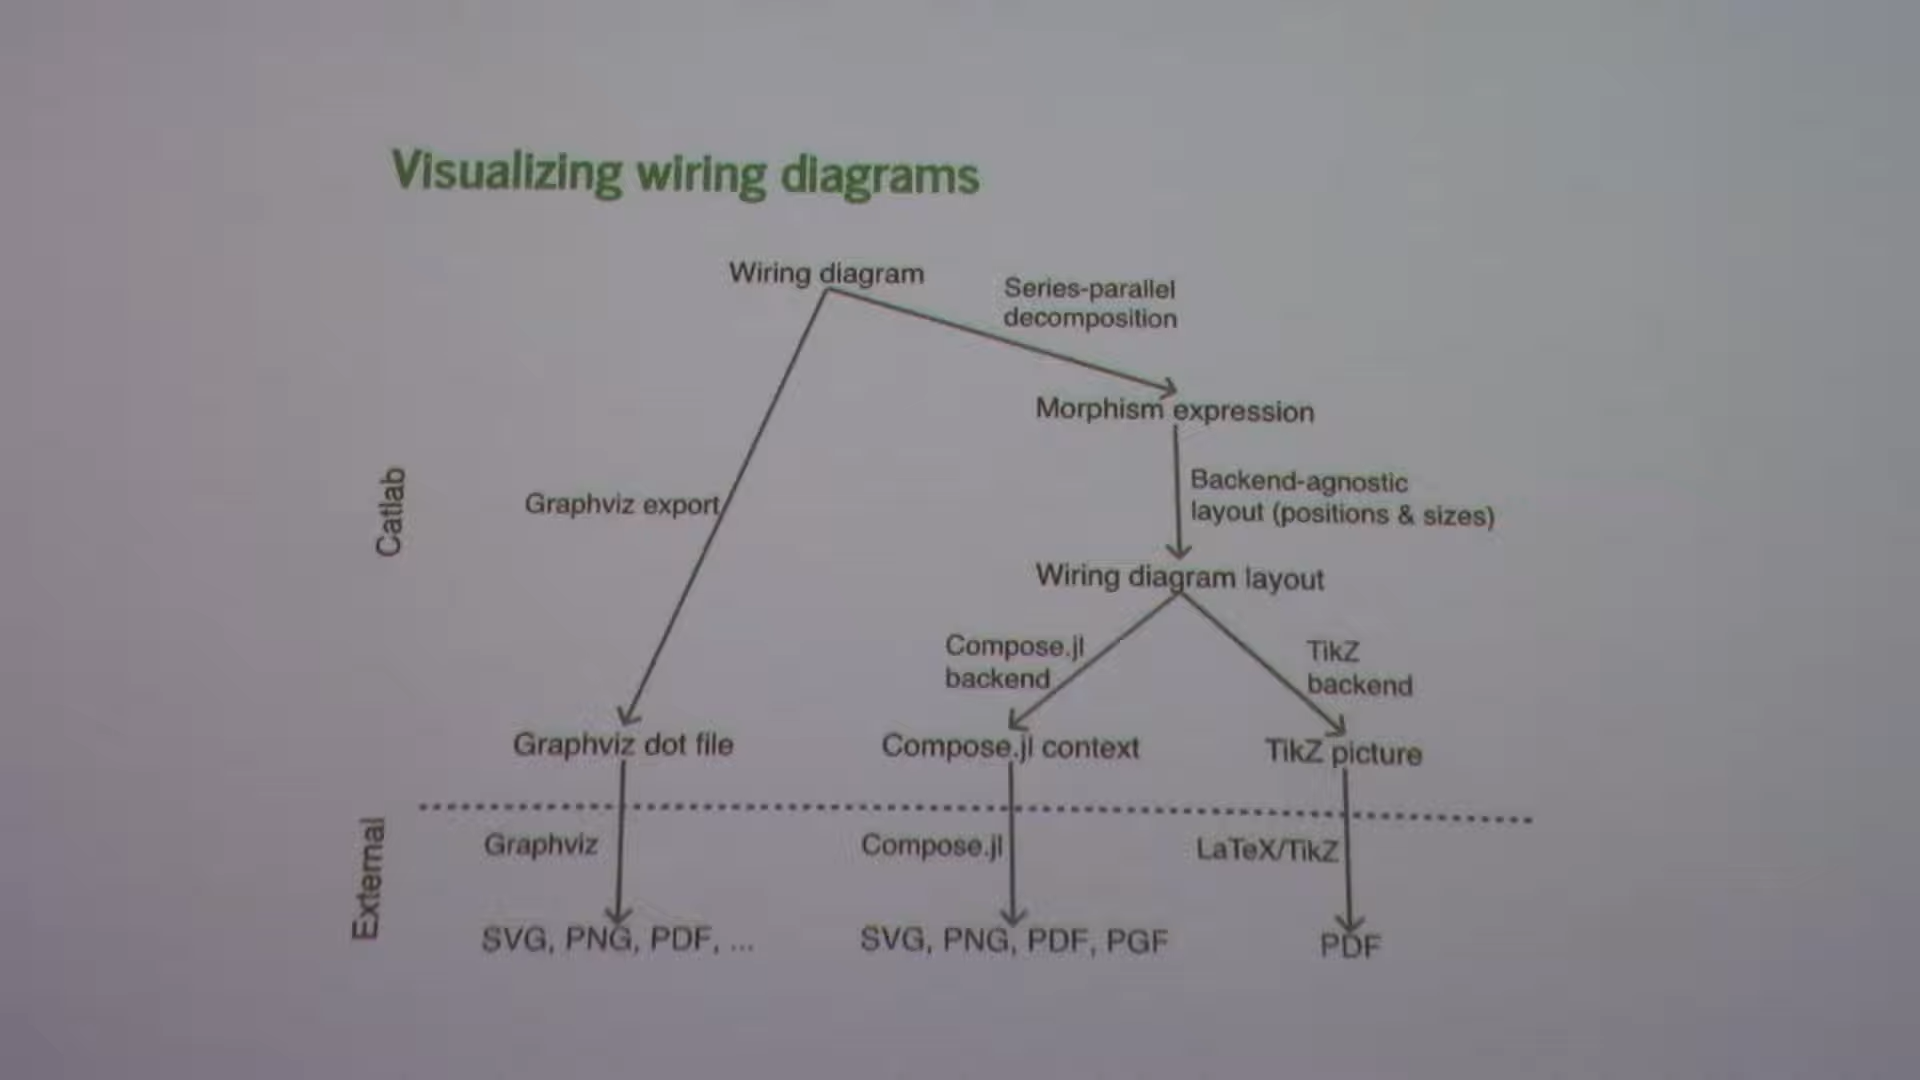 Visualizing wiring diagrams
Wiring diagram
Series-parallel
decomposition
Morphism expression
Catlab
Graphviz export
Backend-agnostic
layout (positions & sizes)
Wiring diagram layout
Compose.jl
backend
TikZ
backend
Graphviz dot file
Compose.jl context
TikZ picture
External
Graphviz
Compose.jl
LaTeX/TikZ
SVG, PNG, PDF, ...
SVG, PNG, PDF, PGF
PDF